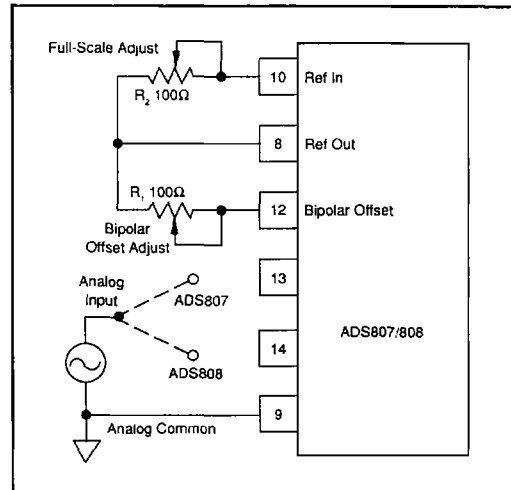 Full-Scale Adjust
R2 100Ω
10
Ref In
8
Ref Out
R1 100Ω
12
Bipolar Offset
Bipolar
Offset Adjust
13
Analog
Input
ADS807
ADS807/808
14
ADS808
9
Analog Common